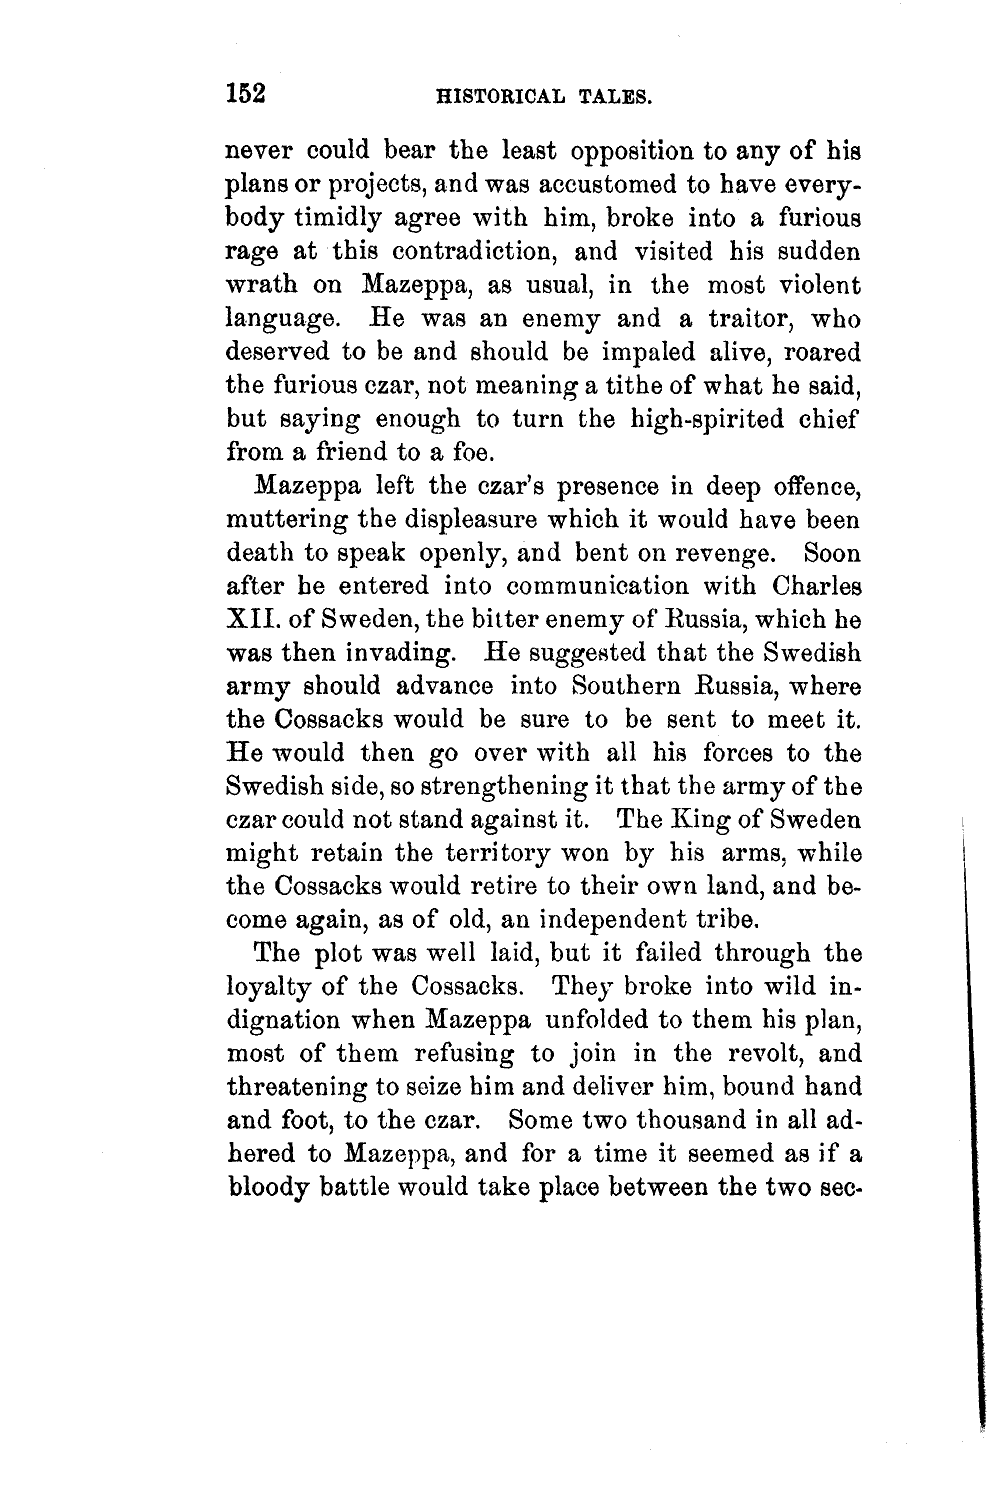 152 HISTORICAL TALES.
never could bear the least opposition to any of his
plans or projects, and was accustomed to have every-
body timidly agree with him, broke into a furious
rage at this contradiction, and visited his sudden
wrath on Mazeppa, as usual, in the most violent
language. He was an enemy and a traitor, who
deserved to be and should be impaled alive, roared
the furious czar, not meaning a tithe of what he said,
but saying enough to turn the high-spirited chief
from a friend to a foe.
Mazeppa left the czar's presence in deep offence,
muttering the displeasure which it would have been
death to speak openly, and bent on revenge. Soon
after he entered into communication with Charles
XII. of Sweden, the bitter enemy of Russia, which he
was then invading. He suggested that the Swedish
army should advance into Southern Russia, where
the Cossacks would be sure to be sent to meet it.
He would then go over with all his forces to the
Swedish side, so strengthening it that the army of the
czar could not stand against it. The King of Sweden
might retain the territory won by his arms, while
the Cossacks would retire to their own land, and be-
come again, as of old, an independent tribe.
The plot was well laid, but it failed through the
loyalty of the Cossacks. They broke into wild in-
dignation when Mazeppa unfolded to them his plan,
most of them refusing to join in the revolt, and
threatening to seize him and deliver him, bound hand
and foot, to the czar. Some two thousand in all ad-
hered to Mazeppa, and for a time it seemed as if a
bloody battle would take place between the two sec-